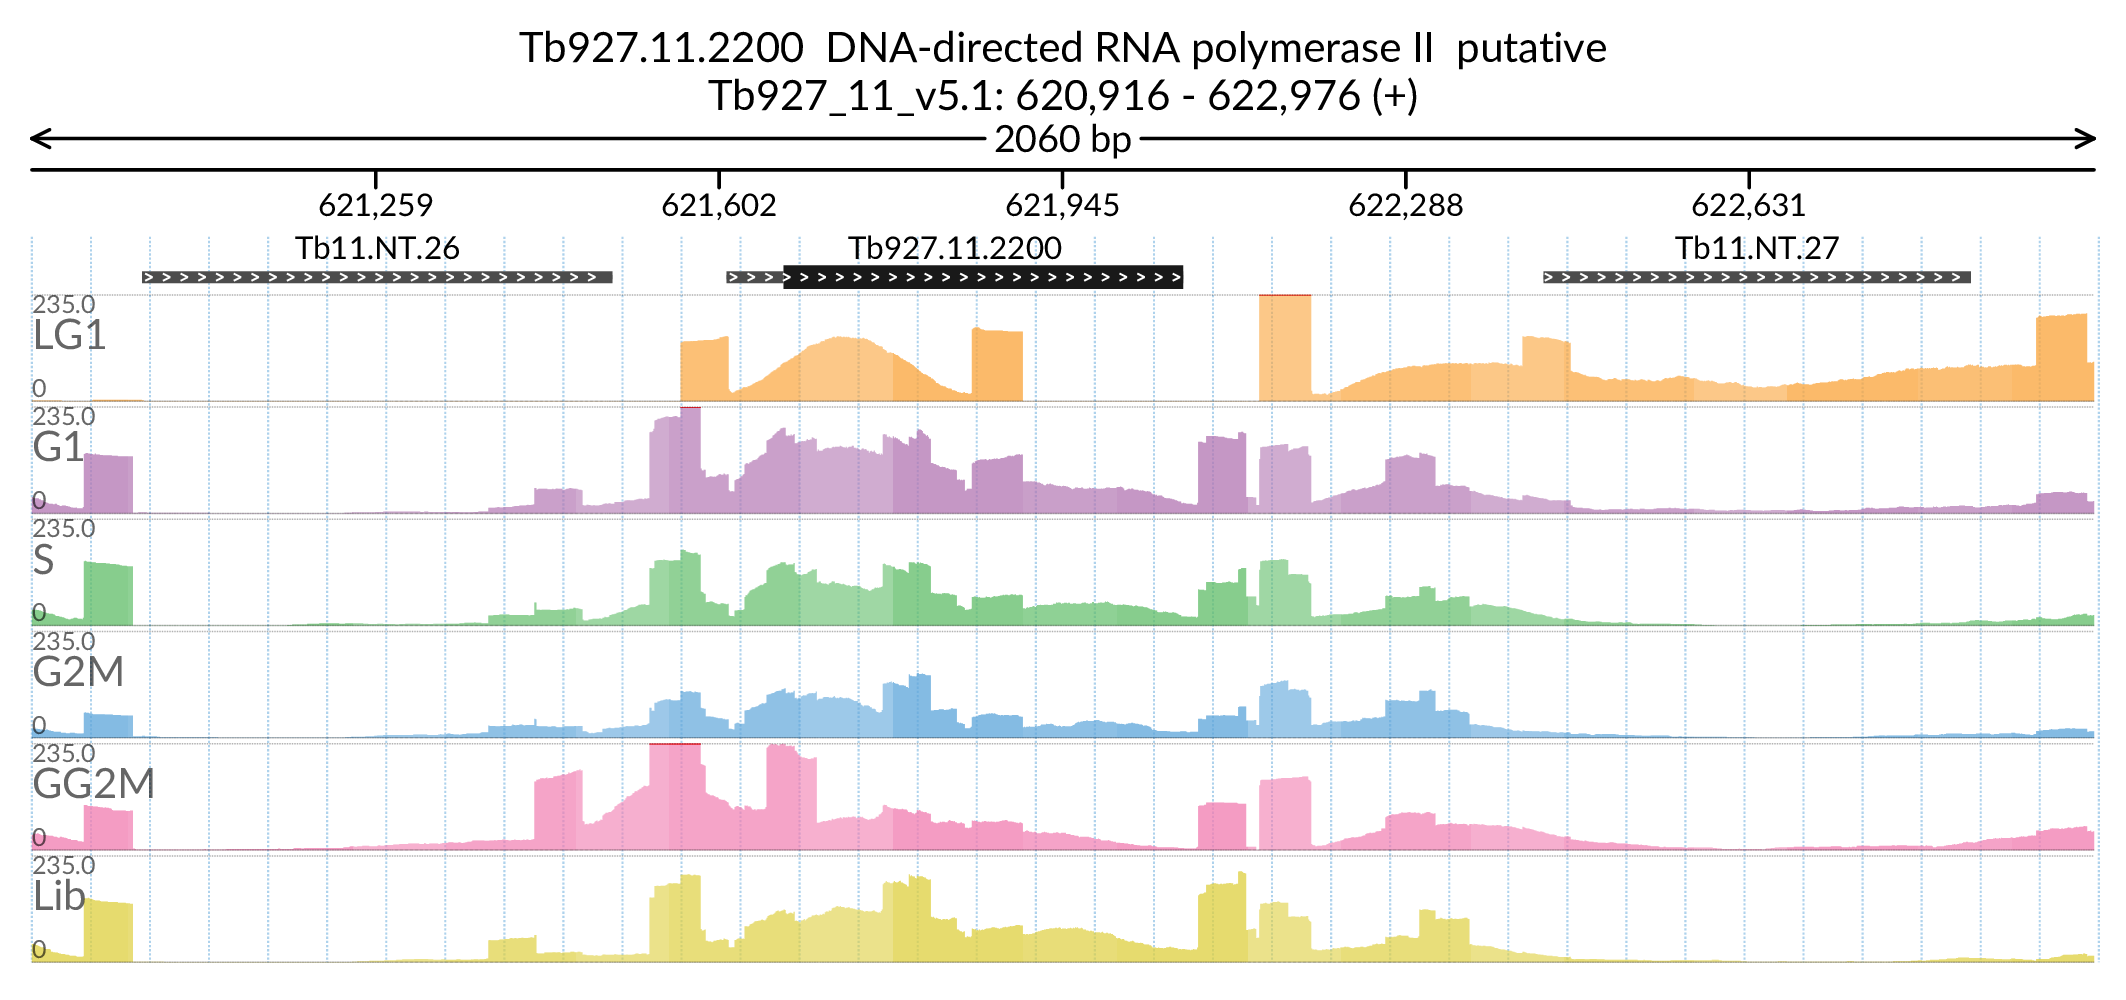 Tb927.11.2200  DNA-directed RNA polymerase II  putative
Tb927_11_v5.1: 620,916 - 622,976 (+)
2060 bp
621,259 621,602 621,945 622,288 622,631
Tb11.NT.26 Tb927.11.2200 Tb11.NT.27
235.0
LG1
0
235.0
G1
0
235.0
S
0
235.0
G2M
0
235.0
GG2M
0
235.0
Lib
0